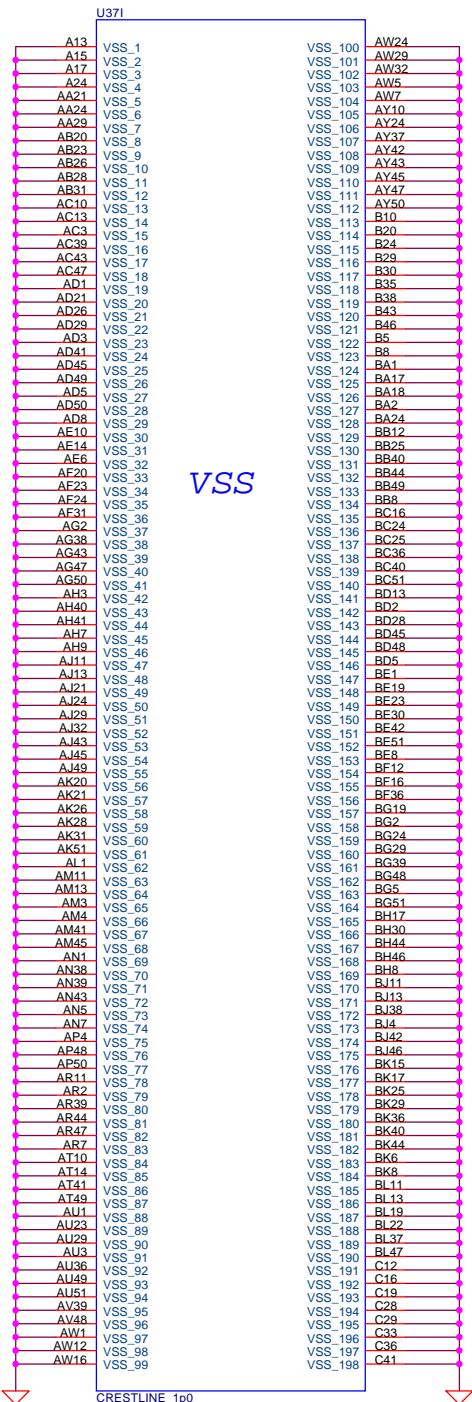 U37I
A13 VSS_1 VSS_100 AW24
A15 VSS_2 VSS_101 AW29
A17 VSS_3 VSS_102 AW32
A24 VSS_4 VSS_103 AW5
AA21 VSS_5 VSS_104 AW7
AA24 VSS_6 VSS_105 AY10
AA29 VSS_7 VSS_106 AY24
AB20 VSS_8 VSS_107 AY37
AB23 VSS_9 VSS_108 AY42
AB26 VSS_10 VSS_109 AY43
AB28 VSS_11 VSS_110 AY45
AB31 VSS_12 VSS_111 AY47
AC10 VSS_13 VSS_112 AY50
AC13 VSS_14 VSS_113 B10
AC3 VSS_15 VSS_114 B20
AC39 VSS_16 VSS_115 B24
AC43 VSS_17 VSS_116 B29
AC47 VSS_18 VSS_117 B30
AD1 VSS_19 VSS_118 B35
AD21 VSS_20 VSS_119 B38
AD26 VSS_21 VSS_120 B43
AD29 VSS_22 VSS_121 B46
AD3 VSS_23 VSS_122 B5
AD41 VSS_24 VSS_123 B8
AD45 VSS_25 VSS_124 BA1
AD49 VSS_26 VSS_125 BA17
AD5 VSS_27 VSS_126 BA18
AD50 VSS_28 VSS_127 BA2
AD8 VSS_29 VSS_128 BA24
AE10 VSS_30 VSS_129 BB12
AE14 VSS_31 VSS_130 BB25
AE6 VSS_32 VSS_131 BB40
AF20 VSS_33 VSS_132 BB44
AF23 VSS_34 VSS_133 BB49
AF24 VSS_35 VSS_134 BB8
AF31 VSS_36 VSS_135 BC16
AG2 VSS_37 VSS_136 BC24
AG38 VSS_38 VSS_137 BC25
AG43 VSS_39 VSS_138 BC36
AG47 VSS_40 VSS_139 BC40
AG50 VSS_41 VSS_140 BC51
AH3 VSS_42 VSS_141 BD13
AH40 VSS_43 VSS_142 BD2
AH41 VSS_44 VSS_143 BD28
AH7 VSS_45 VSS_144 BD45
AH9 VSS_46 VSS_145 BD48
AJ11 VSS_47 VSS_146 BD5
AJ13 VSS_48 VSS_147 BE1
AJ21 VSS_49 VSS_148 BE19
AJ24 VSS_50 VSS_149 BE23
AJ29 VSS_51 VSS_150 BE30
AJ32 VSS_52 VSS_151 BE42
AJ43 VSS_53 VSS_152 BE51
AJ45 VSS_54 VSS_153 BE8
AJ49 VSS_55 VSS_154 BF12
AK20 VSS_56 VSS_155 BF16
AK21 VSS_57 VSS_156 BF36
AK26 VSS_58 VSS_157 BG19
AK28 VSS_59 VSS_158 BG2
AK31 VSS_60 VSS_159 BG24
AK51 VSS_61 VSS_160 BG29
AL1 VSS_62 VSS_161 BG39
AM11 VSS_63 VSS_162 BG48
AM13 VSS_64 VSS_163 BG5
AM3 VSS_65 VSS_164 BG51
AM4 VSS_66 VSS_165 BH17
AM41 VSS_67 VSS_166 BH30
AM45 VSS_68 VSS_167 BH44
AN1 VSS_69 VSS_168 BH46
AN38 VSS_70 VSS_169 BH8
AN39 VSS_71 VSS_170 BJ11
AN43 VSS_72 VSS_171 BJ13
AN5 VSS_73 VSS_172 BJ38
AN7 VSS_74 VSS_173 BJ4
AP4 VSS_75 VSS_174 BJ42
AP48 VSS_76 VSS_175 BJ46
AP50 VSS_77 VSS_176 BK15
AR11 VSS_78 VSS_177 BK17
AR2 VSS_79 VSS_178 BK25
AR39 VSS_80 VSS_179 BK29
AR44 VSS_81 VSS_180 BK36
AR47 VSS_82 VSS_181 BK40
AR7 VSS_83 VSS_182 BK44
AT10 VSS_84 VSS_183 BK6
AT14 VSS_85 VSS_184 BK8
AT41 VSS_86 VSS_185 BL11
AT49 VSS_87 VSS_186 BL13
AU1 VSS_88 VSS_187 BL19
AU23 VSS_89 VSS_188 BL22
AU29 VSS_90 VSS_189 BL37
AU3 VSS_91 VSS_190 BL47
AU36 VSS_92 VSS_191 C12
AU49 VSS_93 VSS_192 C16
AU51 VSS_94 VSS_193 C19
AV39 VSS_95 VSS_194 C28
AV48 VSS_96 VSS_195 C29
AW1 VSS_97 VSS_196 C33
AW12 VSS_98 VSS_197 C36
AW16 VSS_99 VSS_198 C41
VSS
CRESTLINE_1p0